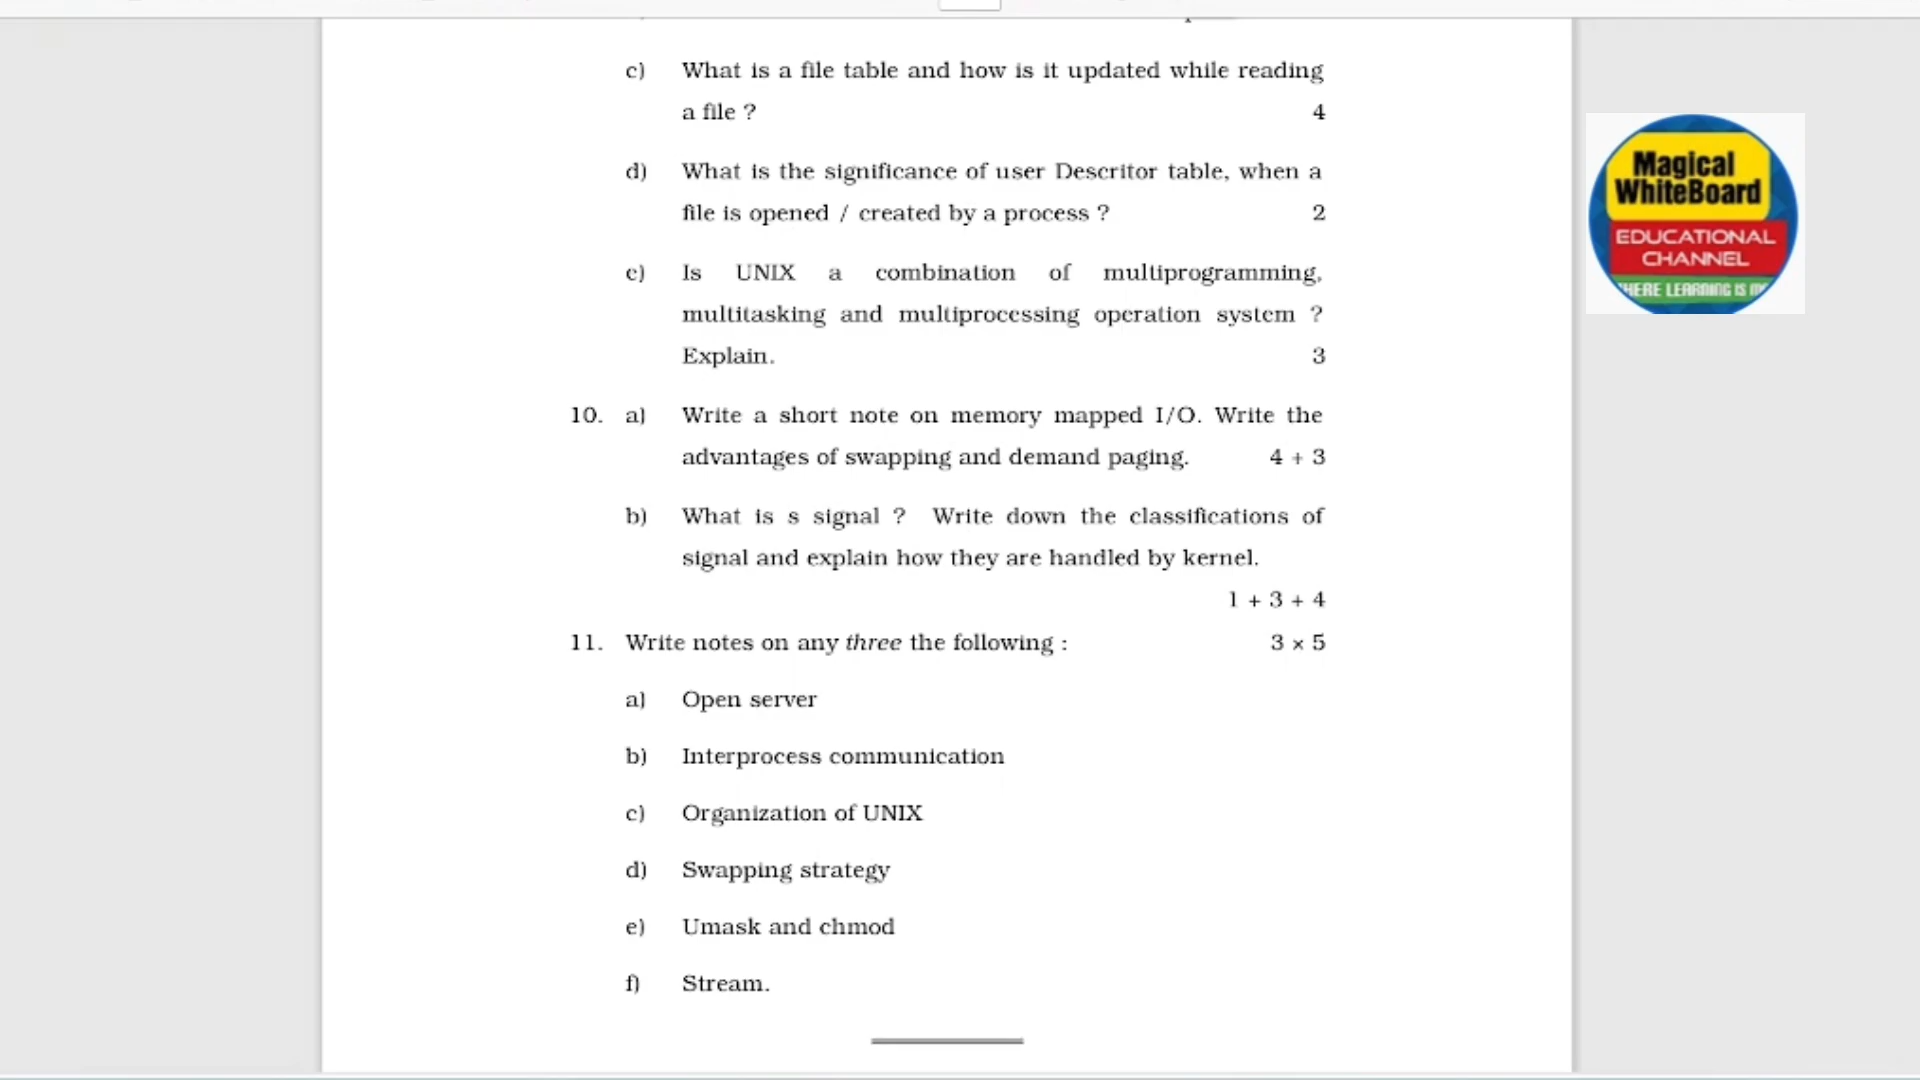 c) What is a file table and how is it updated while reading
a file ? 4
d) What is the significance of user Descritor table, when a
file is opened / created by a process ? 2
e) Is UNIX a combination of multiprogramming,
multitasking and multiprocessing operation system ?
Explain. 3
10. a) Write a short note on memory mapped I/O. Write the
advantages of swapping and demand paging. 4 + 3
b) What is s signal ? Write down the classifications of
signal and explain how they are handled by kernel.
1 + 3 + 4
11. Write notes on any three the following : 3 × 5
a) Open server
b) Interprocess communication
c) Organization of UNIX
d) Swapping strategy
e) Umask and chmod
f) Stream.
Magical
WhiteBoard
EDUCATIONAL
CHANNEL
HERE LEARNING IS